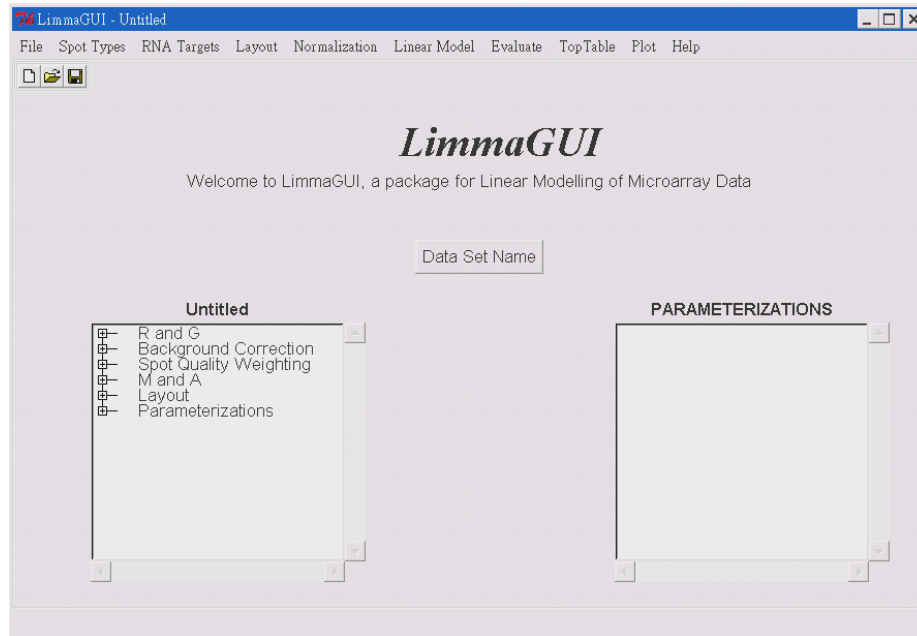 LimmaGUI - Untitled
File Spot Types RNA Targets Layout Normalization Linear Model Evaluate TopTable Plot Help
LimmaGUI
Welcome to LimmaGUI, a package for Linear Modelling of Microarray Data
Data Set Name
Untitled
R and G
Background Correction
Spot Quality Weighting
M and A
Layout
Parameterizations
PARAMETERIZATIONS